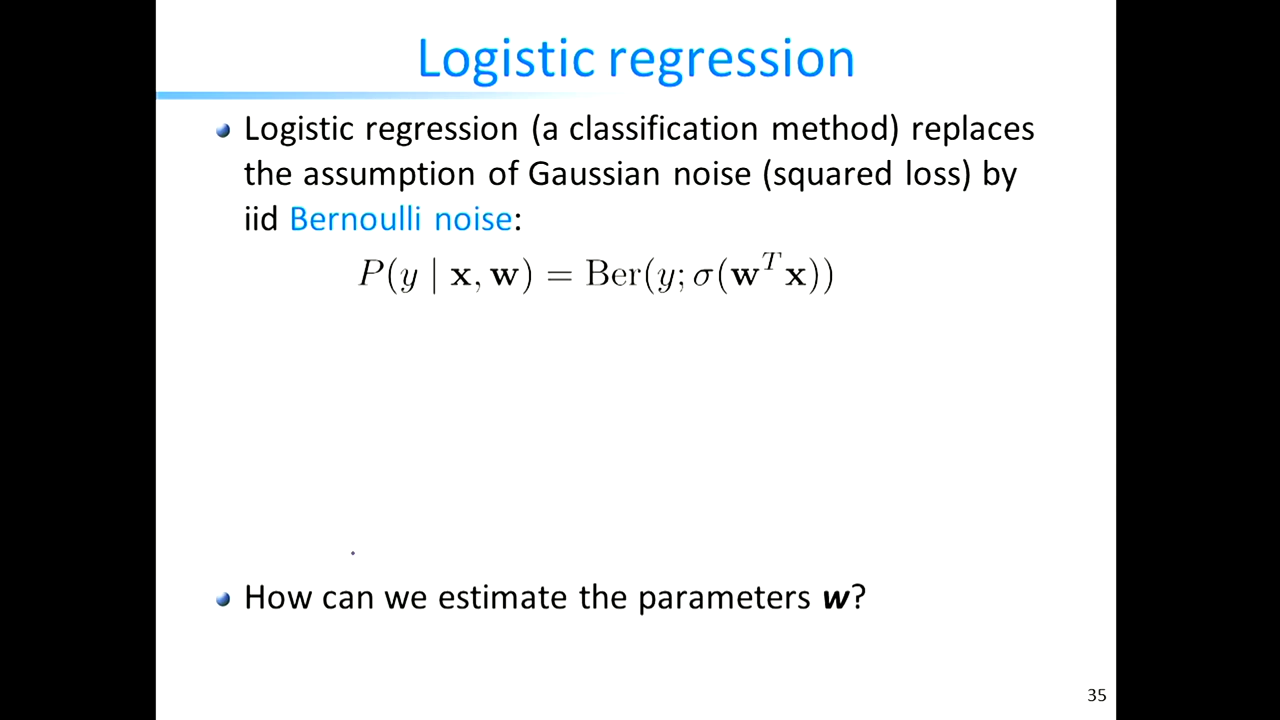 Logistic regression
Logistic regression (a classification method) replaces
the assumption of Gaussian noise (squared loss) by
iid Bernoulli noise:
P(y | x, w) = Ber(y; σ(wᵀx))
How can we estimate the parameters w?
35